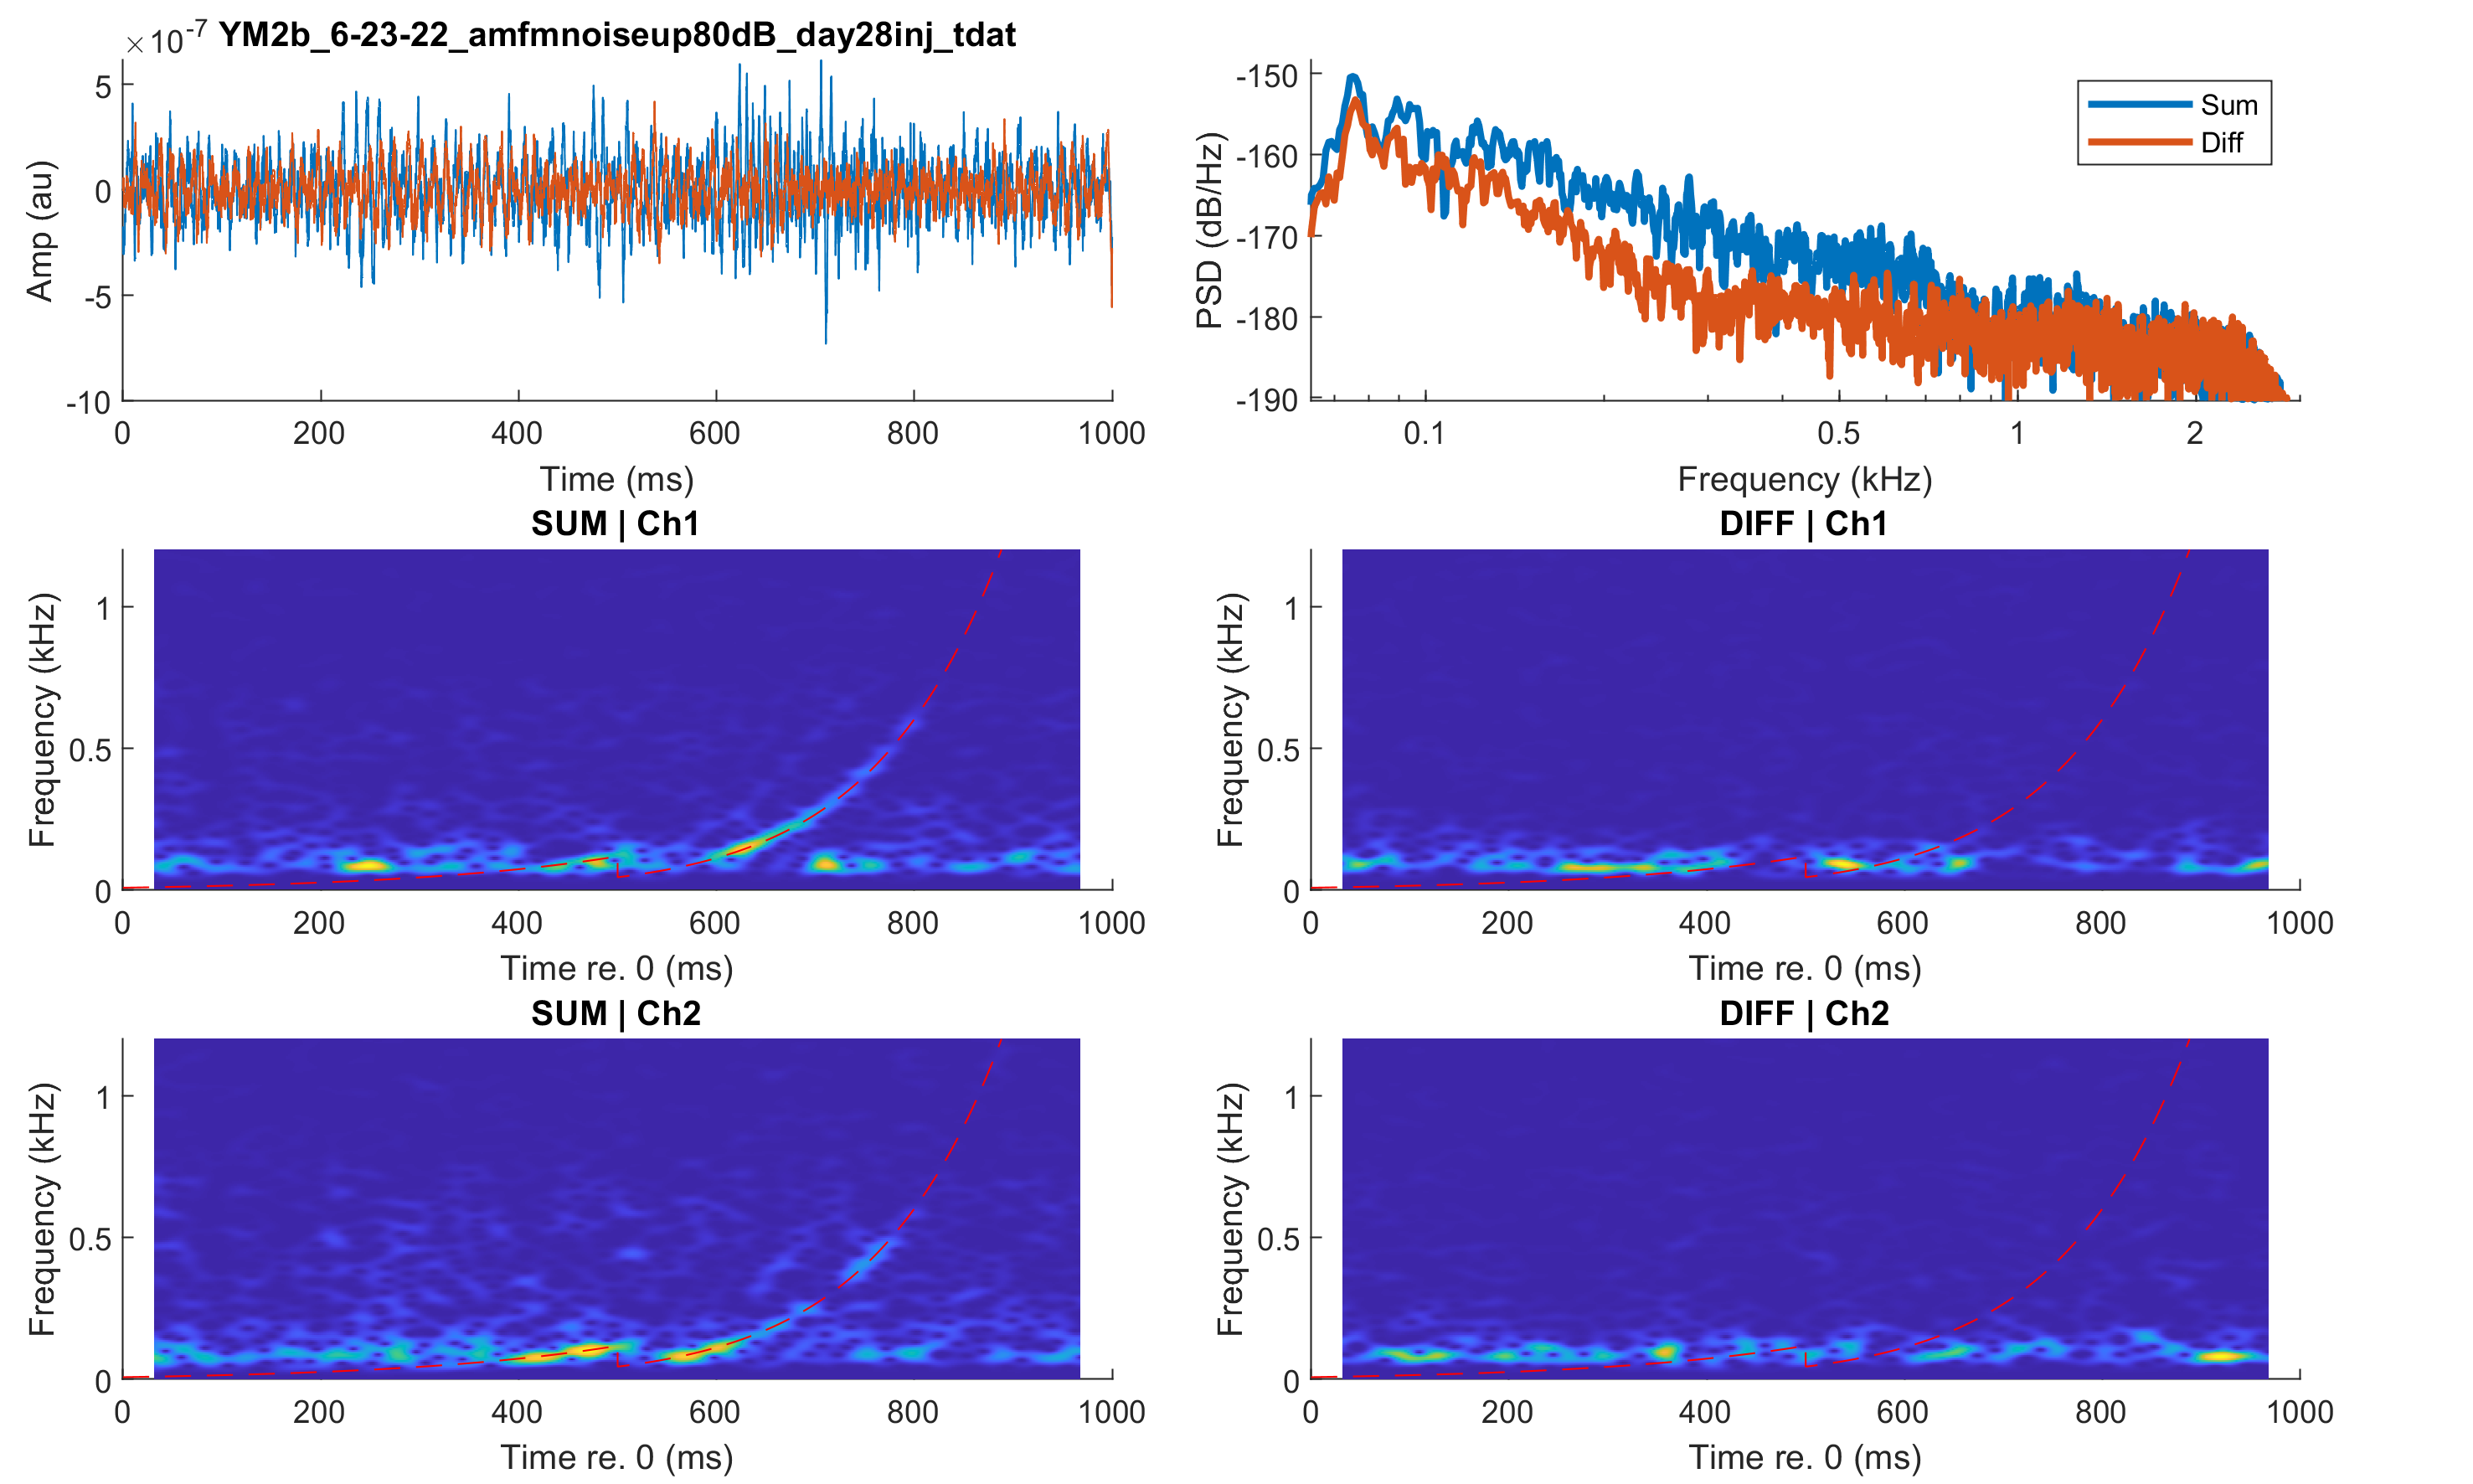 ×10-7 YM2b_6-23-22_amfmnoiseup80dB_day28inj_tdat
Amp (au)
5
0
-5
-10
0 200 400 600 800 1000
Time (ms)
PSD (dB/Hz)
-150
-160
-170
-180
-190
Sum
Diff
0.1 0.5 1 2
Frequency (kHz)
SUM | Ch1
Frequency (kHz)
1
0.5
0
0 200 400 600 800 1000
Time re. 0 (ms)
DIFF | Ch1
Frequency (kHz)
1
0.5
0
0 200 400 600 800 1000
Time re. 0 (ms)
SUM | Ch2
Frequency (kHz)
1
0.5
0
0 200 400 600 800 1000
Time re. 0 (ms)
DIFF | Ch2
Frequency (kHz)
1
0.5
0
0 200 400 600 800 1000
Time re. 0 (ms)